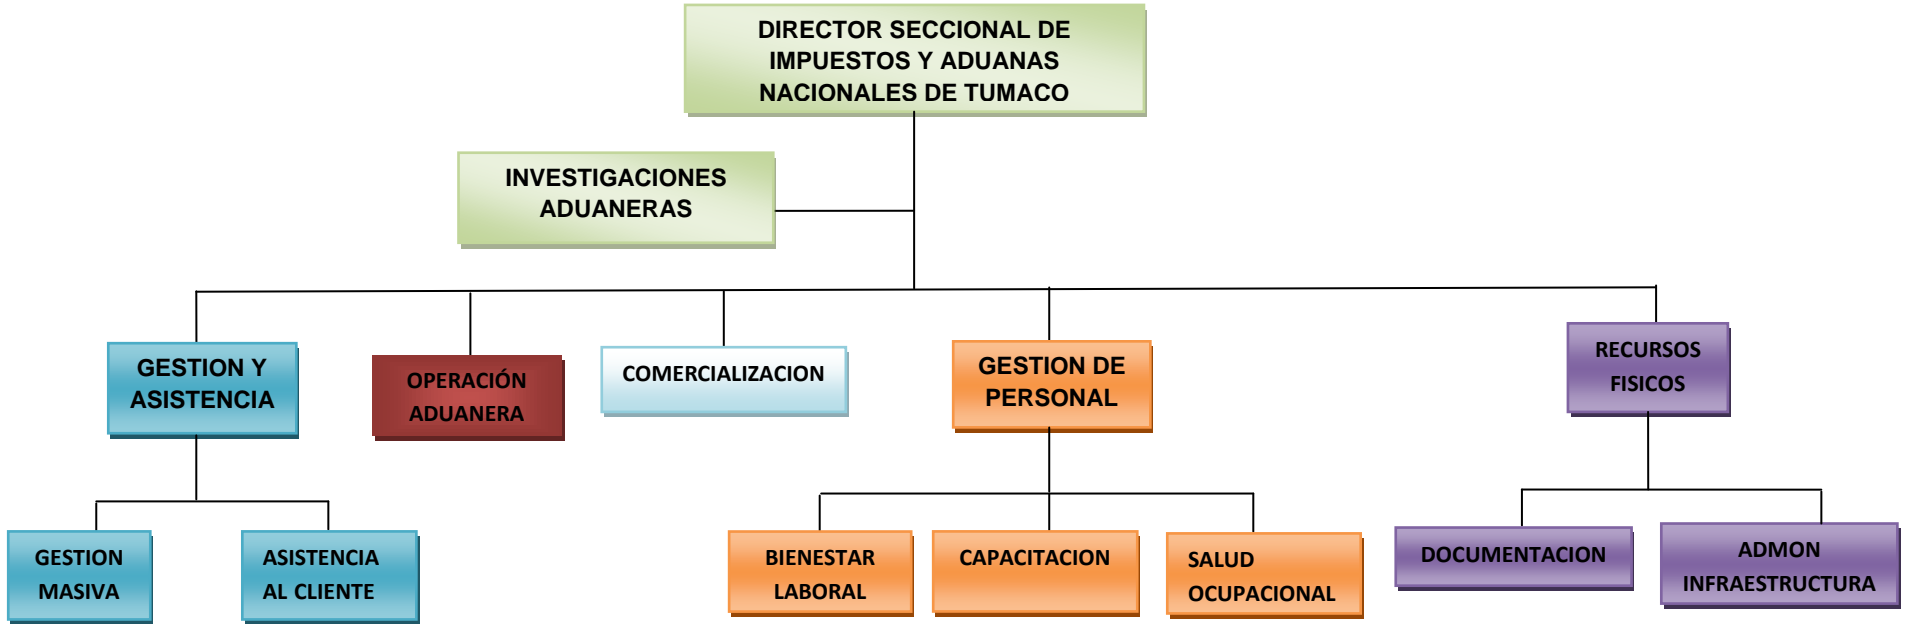 DIRECTOR SECCIONAL DE
IMPUESTOS Y ADUANAS
NACIONALES DE TUMACO
INVESTIGACIONES
ADUANERAS
GESTION Y
ASISTENCIA
OPERACIÓN
ADUANERA
COMERCIALIZACION
GESTION DE
PERSONAL
RECURSOS
FISICOS
GESTION
MASIVA
ASISTENCIA
AL CLIENTE
BIENESTAR
LABORAL
CAPACITACION
SALUD
OCUPACIONAL
DOCUMENTACION
ADMON
INFRAESTRUCTURA